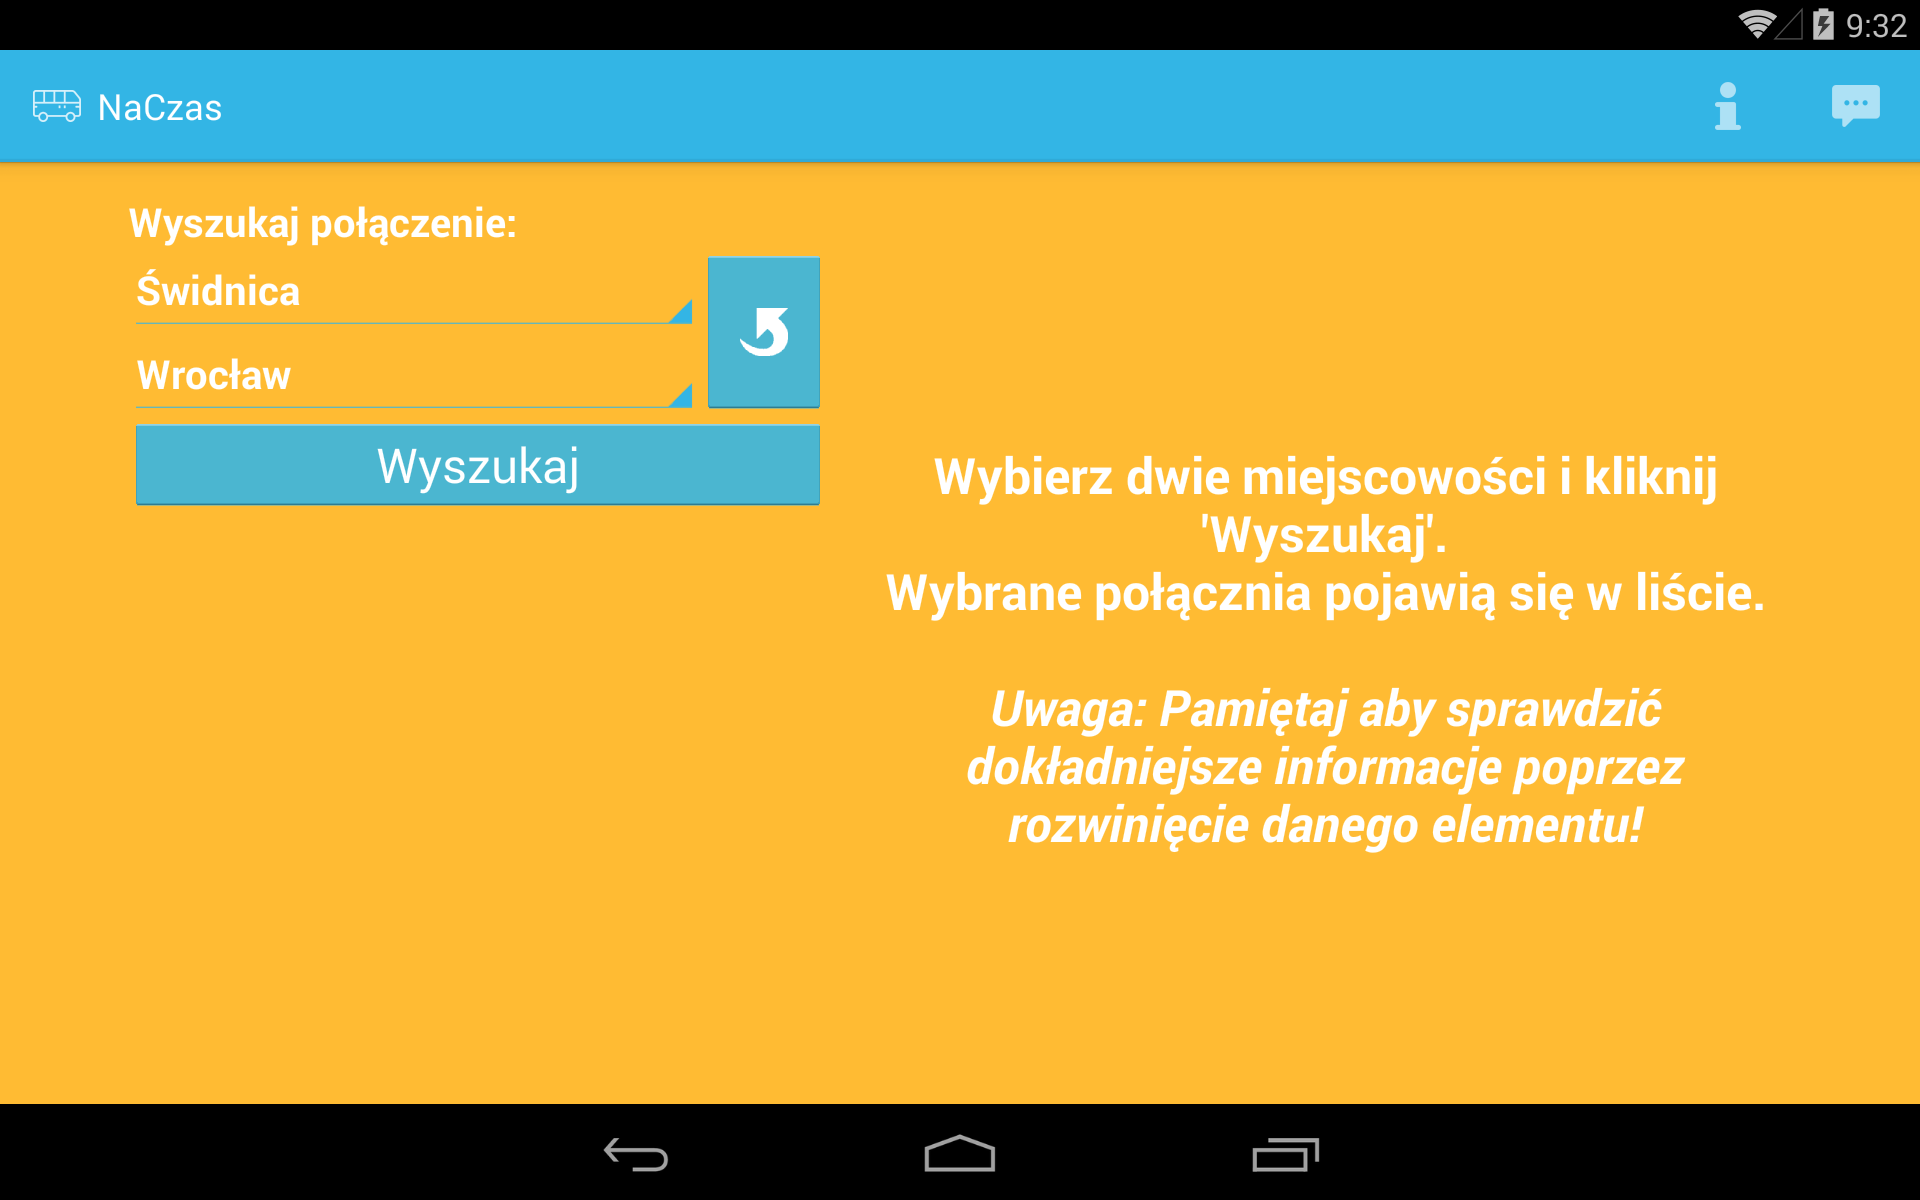 9:32
NaCzas
Wyszukaj połączenie:
Świdnica
Wrocław
Wyszukaj
Wybierz dwie miejscowości i kliknij
'Wyszukaj'.
Wybrane połącznia pojawią się w liście.
Uwaga: Pamiętaj aby sprawdzić
dokładniejsze informacje poprzez
rozwinięcie danego elementu!